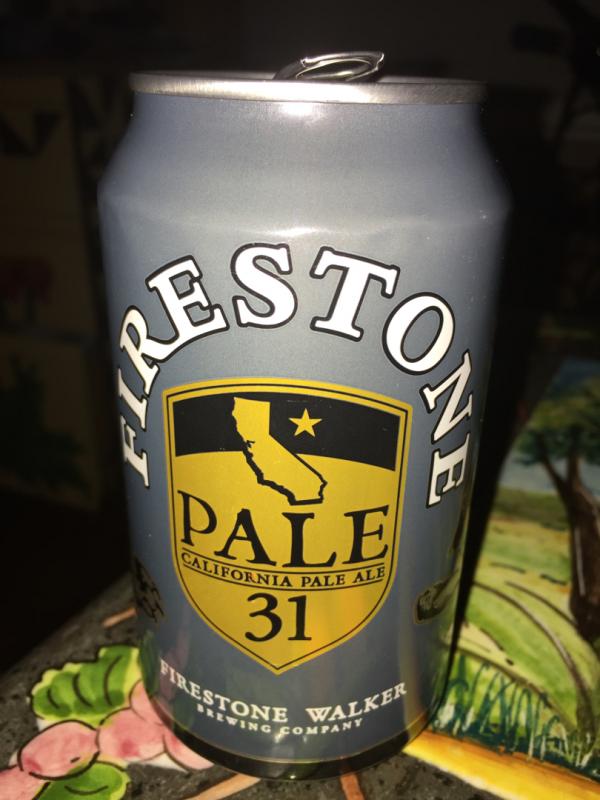 FIRESTONE
PALE
CALIFORNIA PALE ALE
31
FIRESTONE WALKER
BREWING COMPANY